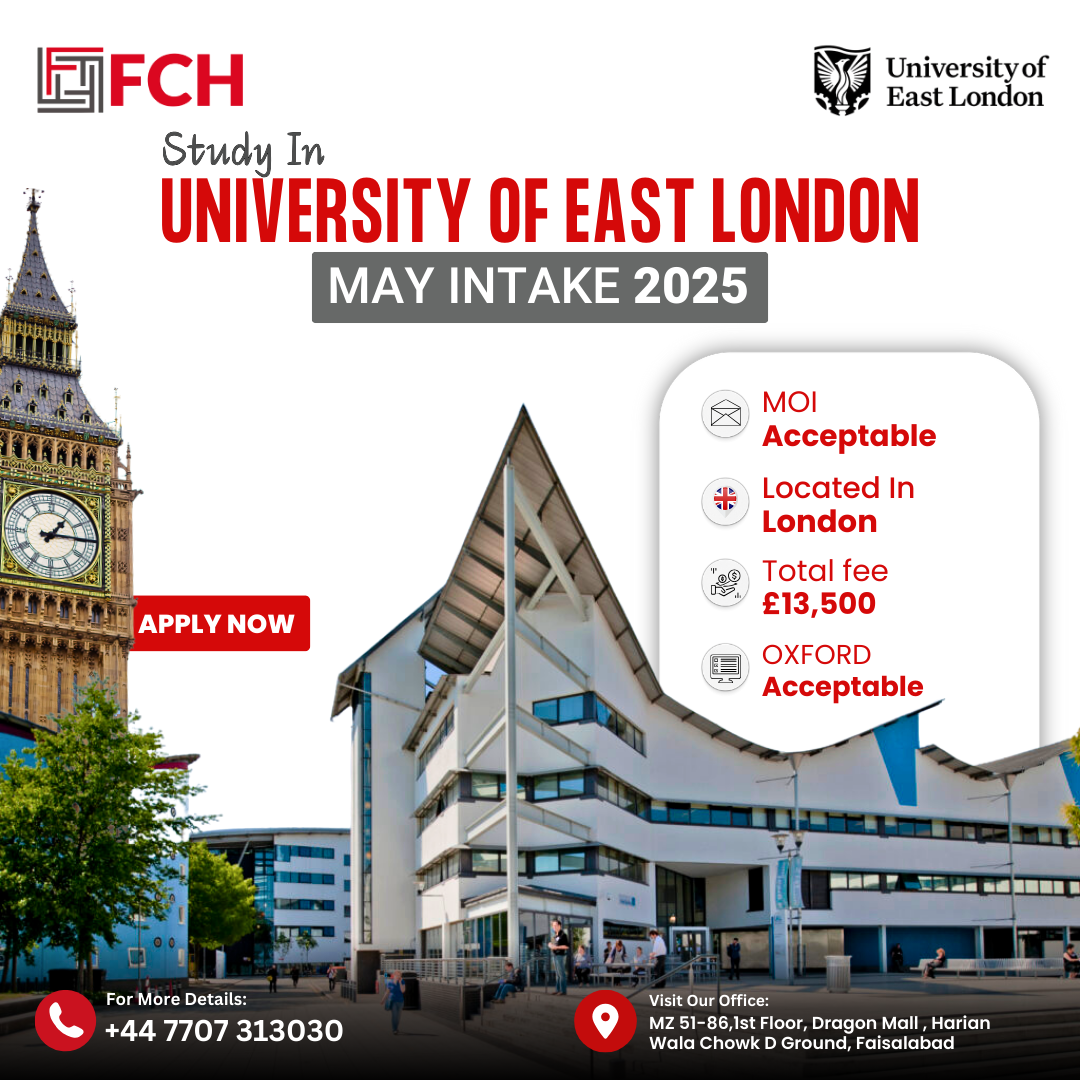 FCH
University of
East London
Study In
UNIVERSITY OF EAST LONDON
MAY INTAKE 2025
MOI
Acceptable
Located In
London
Total fee
£13,500
OXFORD
Acceptable
APPLY NOW
For More Details:
+44 7707 313030
Visit Our Office:
MZ 51-86,1st Floor, Dragon Mall , Harian
Wala Chowk D Ground, Faisalabad